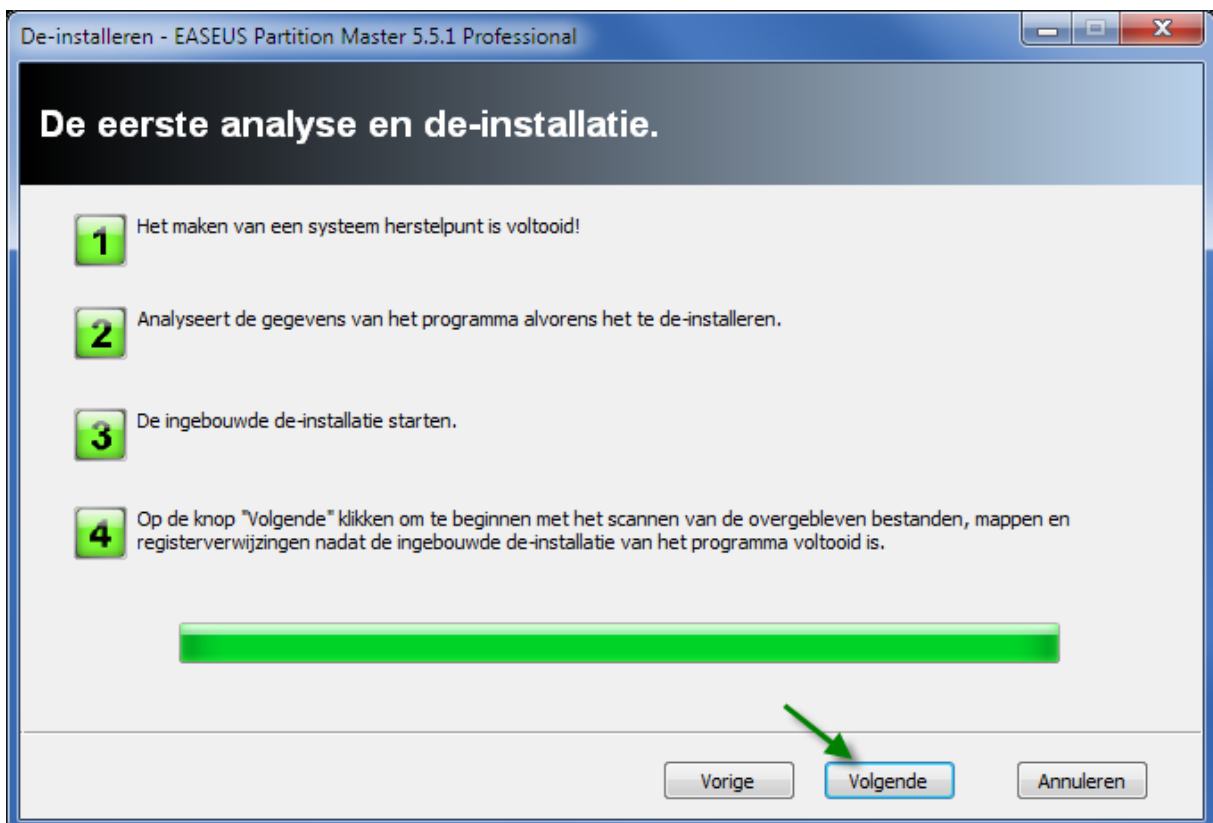 De-installeren - EASEUS Partition Master 5.5.1 Professional
De eerste analyse en de-installatie.
1
Het maken van een systeem herstelpunt is voltooid!
2
Analyseert de gegevens van het programma alvorens het te de-installeren.
3
De ingebouwde de-installatie starten.
4
Op de knop "Volgende" klikken om te beginnen met het scannen van de overgebleven bestanden, mappen en
registerverwijzingen nadat de ingebouwde de-installatie van het programma voltooid is.
Vorige
Volgende
Annuleren